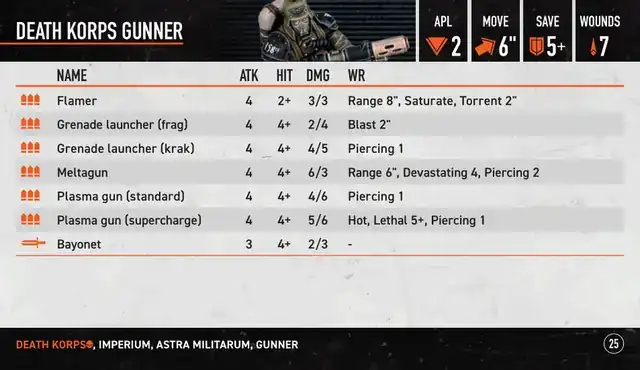 DEATH KORPS GUNNER
APL 2
MOVE 6"
SAVE 5+
WOUNDS 7
NAME ATK HIT DMG WR
Flamer 4 2+ 3/3 Range 8", Saturate, Torrent 2"
Grenade launcher (frag) 4 4+ 2/4 Blast 2"
Grenade launcher (krak) 4 4+ 4/5 Piercing 1
Meltagun 4 4+ 6/3 Range 6", Devastating 4, Piercing 2
Plasma gun (standard) 4 4+ 4/6 Piercing 1
Plasma gun (supercharge) 4 4+ 5/6 Hot, Lethal 5+, Piercing 1
Bayonet 3 4+ 2/3 -
DEATH KORPS, IMPERIUM, ASTRA MILITARUM, GUNNER
25